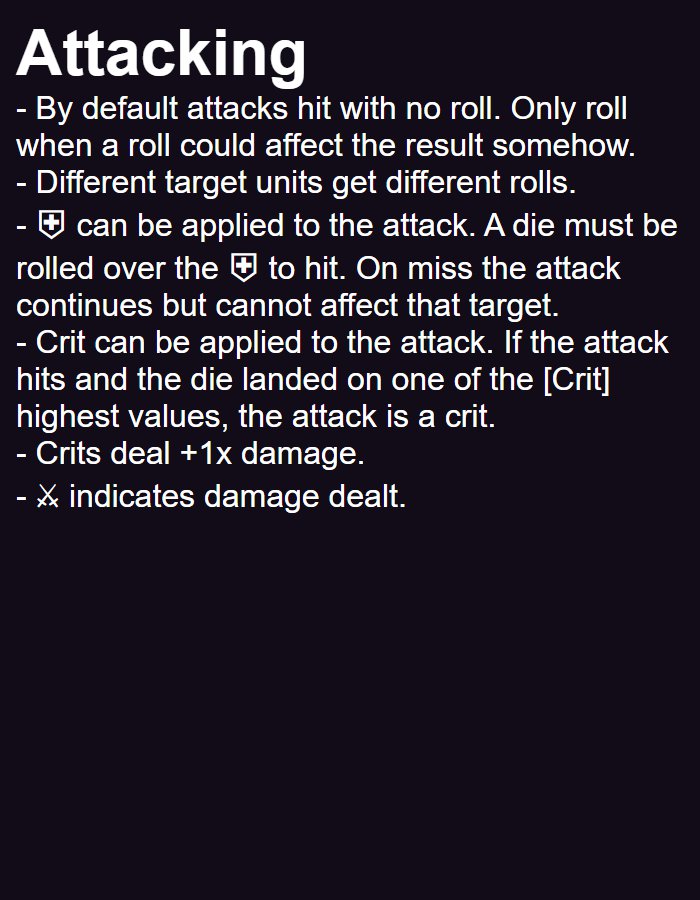 Attacking
- By default attacks hit with no roll. Only roll
when a roll could affect the result somehow.
- Different target units get different rolls.
- ⛨ can be applied to the attack. A die must be
rolled over the ⛨ to hit. On miss the attack
continues but cannot affect that target.
- Crit can be applied to the attack. If the attack
hits and the die landed on one of the [Crit]
highest values, the attack is a crit.
- Crits deal +1x damage.
- ⚔ indicates damage dealt.